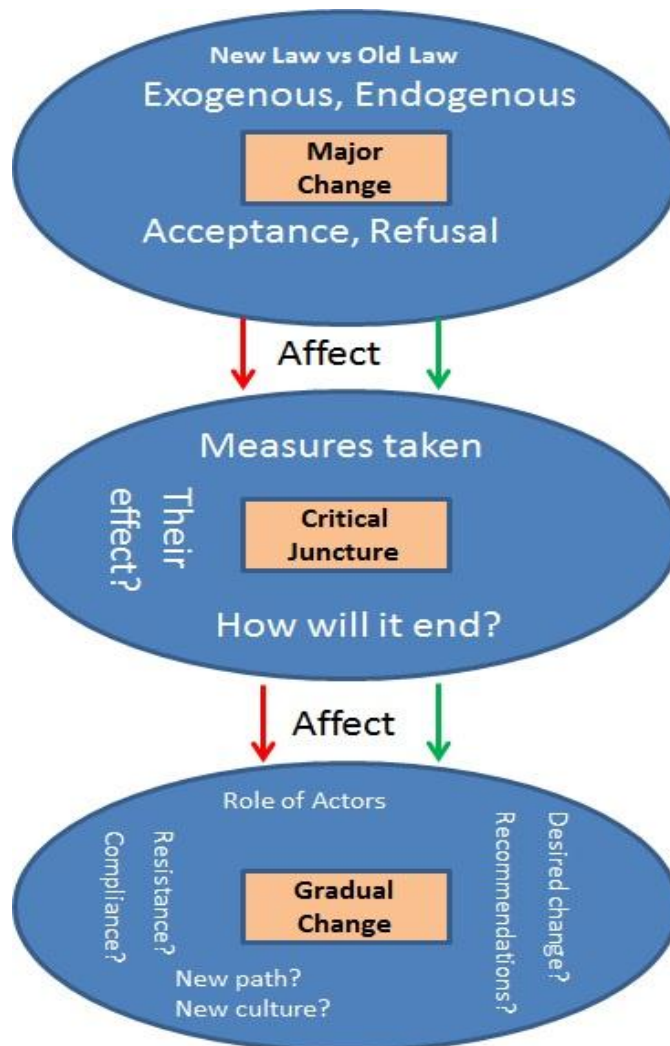 New Law vs Old Law
Exogenous, Endogenous
Major
Change
Acceptance, Refusal
Affect
Measures taken
Their
effect?
Critical
Juncture
How will it end?
Affect
Role of Actors
Resistance?
Compliance?
Gradual
Change
Desired change?
Recommendations?
New path?
New culture?